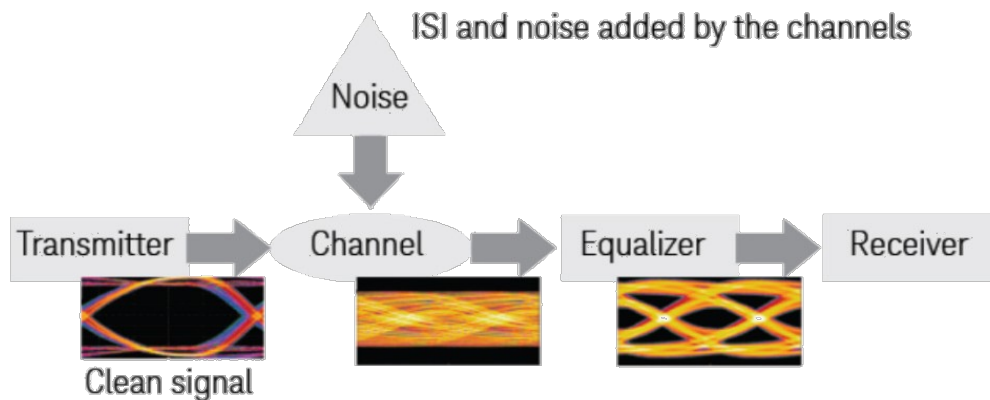 ISI and noise added by the channels
Noise
Transmitter
Channel
Equalizer
Receiver
Clean signal